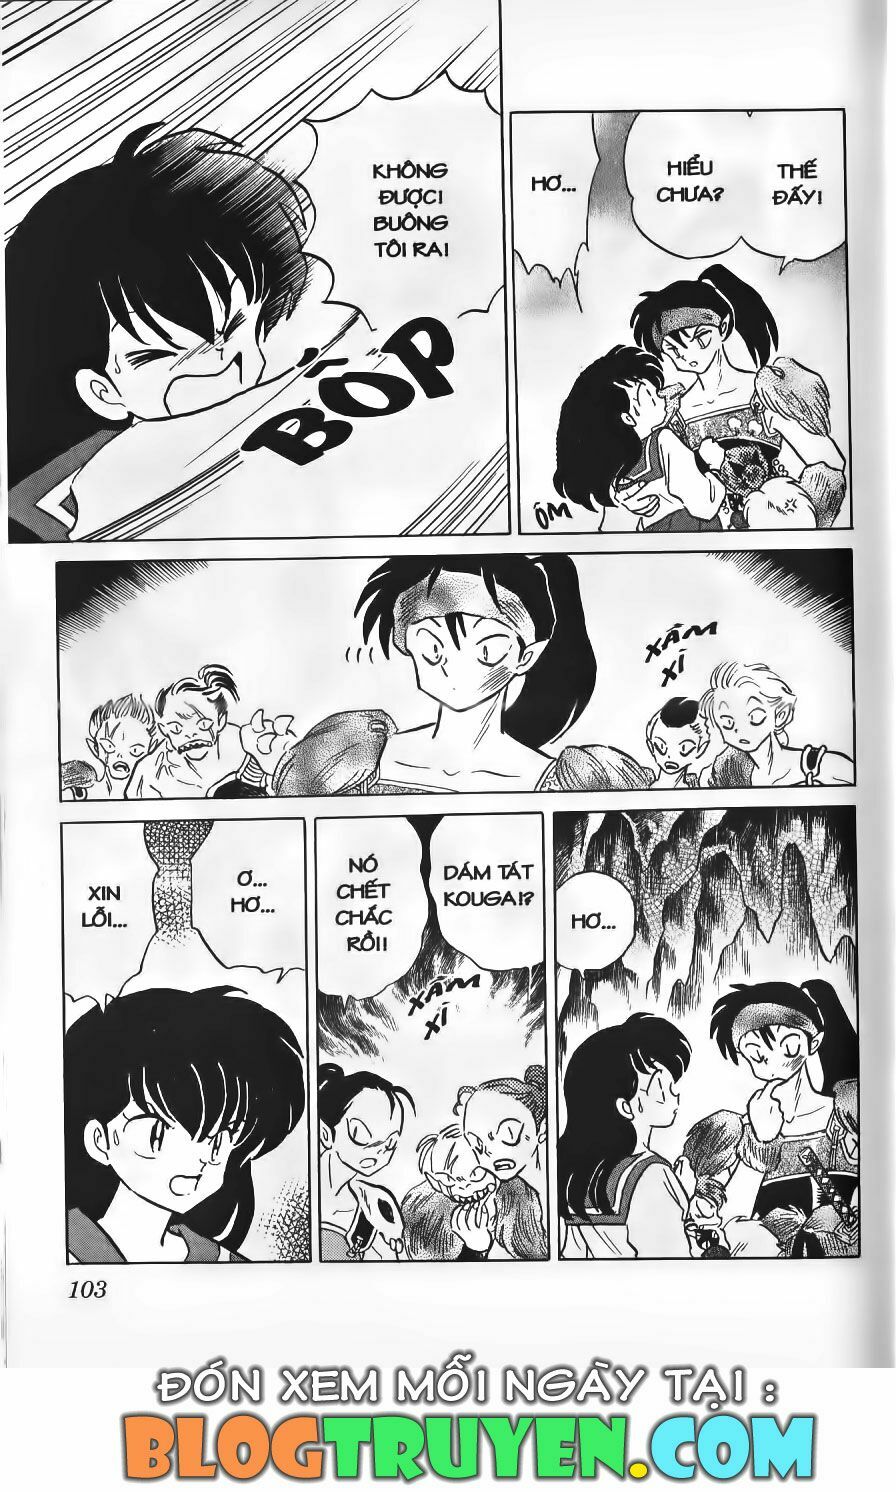 THẾ
ĐẤY!
HIỂU
CHƯA?
HƠ...
ÔM
KHÔNG
ĐƯỢC!
BUÔNG
TÔI RA!
BỐP
XẦM
XÌ
HƠ...
DÁM TÁT
KOUGA!?
NÓ
CHẾT
CHẮC
RỒI!!
XẦM
XÌ
Ơ...
HƠ...
XIN
LỖI...
103
ĐÓN XEM MỖI NGÀY TẠI :
BLOGTRUYEN.COM